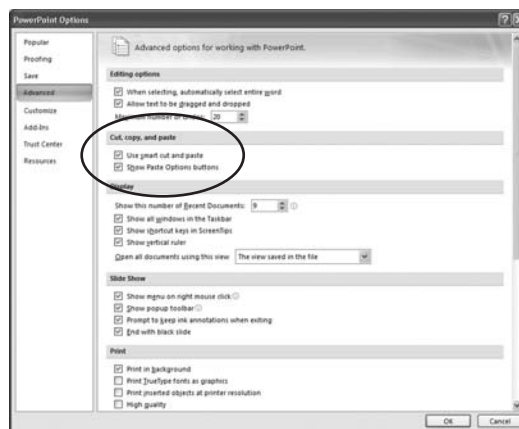 PowerPoint Options
Popular
Proofing
Save
Advanced
Customize
Add-Ins
Trust Center
Resources
Advanced options for working with PowerPoint.
Editing options
When selecting, automatically select entire word
Allow text to be dragged and dropped
Maximum number of undos: 20
Cut, copy, and paste
Use smart cut and paste
Show Paste Options buttons
Display
Show this number of Recent Documents: 9
Show all windows in the Taskbar
Show shortcut keys in ScreenTips
Show vertical ruler
Open all documents using this view The view saved in the file
Slide Show
Show menu on right mouse click
Show popup toolbar
Prompt to keep ink annotations when exiting
End with black slide
Print
Print in background
Print TrueType fonts as graphics
Print inserted objects at printer resolution
High quality
OK Cancel